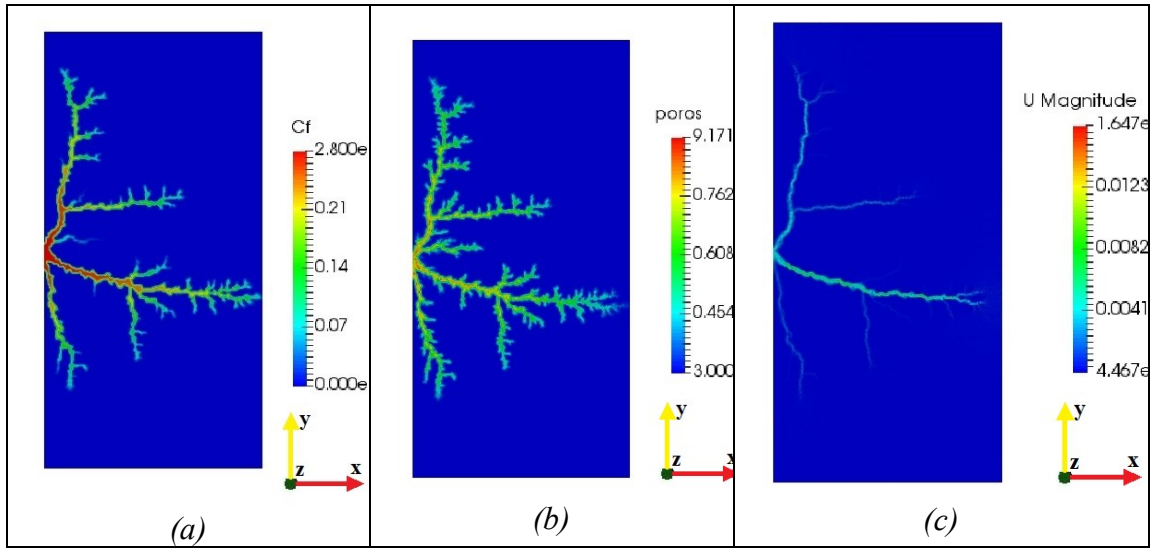 Cf
2.800e
0.21
0.14
0.07
0.000e
y
z
x
(a)
poros
9.171
0.762
0.608
0.454
3.000
y
z
x
(b)
U Magnitude
1.647e
0.0123
0.0082
0.0041
4.467e
y
z
x
(c)